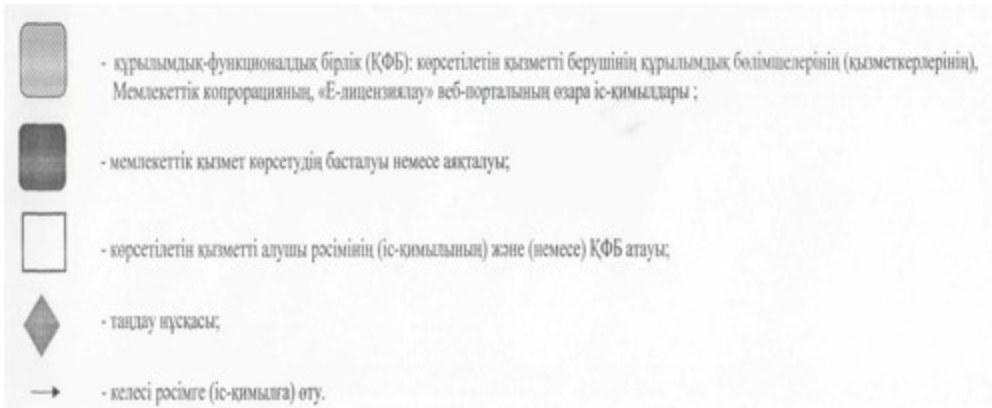 - құрылымдық-функционалдық бірлік (ҚФБ): көрсетілетін қызметті берушінің құрылымдық бөлімшелерінің (қызметкерлерінің),
Мемлекеттік копрорацияның, «Е-лицензиялау» веб-порталының өзара іс-қимылдары ;
- мемлекеттік қызмет көрсетудің басталуы немесе аяқталуы;
- көрсетілетін қызметті алушы рәсімінің (іс-қимылының) және (немесе) ҚФБ атауы;
- таңдау нұсқасы;
- келесі рәсімге (іс-қимылға) өту.